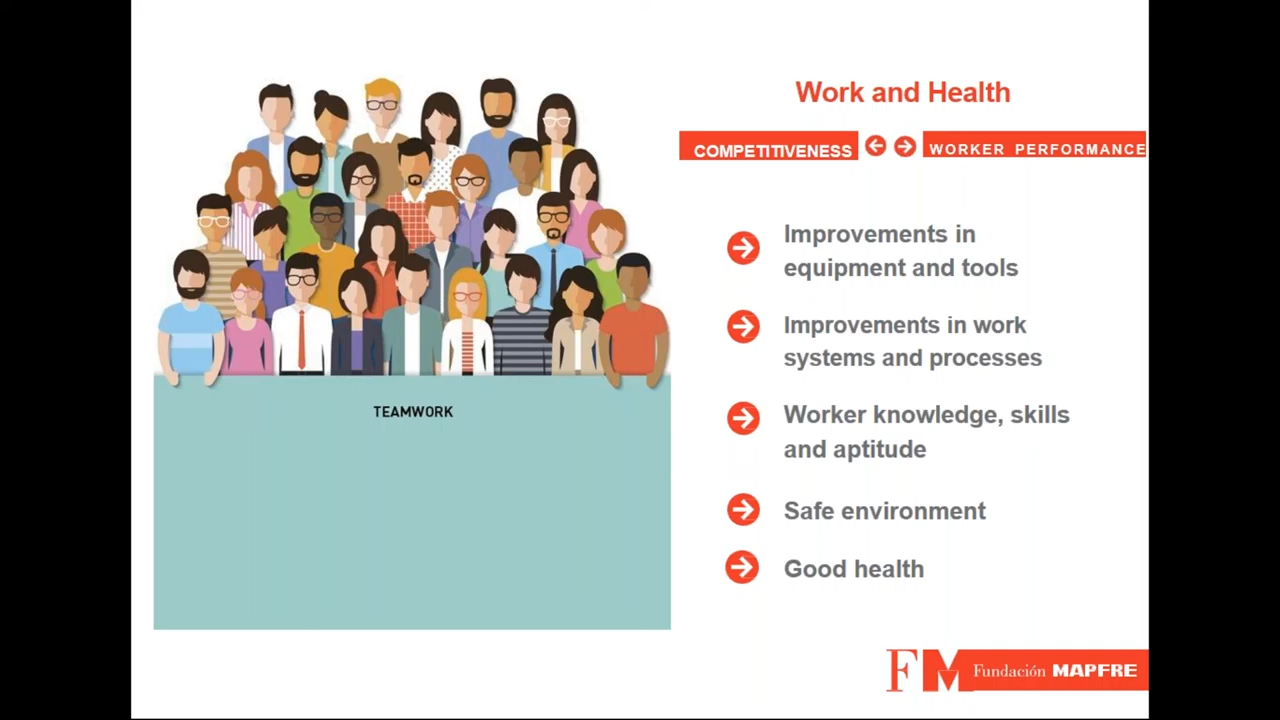 Work and Health
COMPETITIVENESS
WORKER PERFORMANCE
Improvements in
equipment and tools
Improvements in work
systems and processes
Worker knowledge, skills
and aptitude
Safe environment
Good health
TEAMWORK
FM Fundación MAPFRE